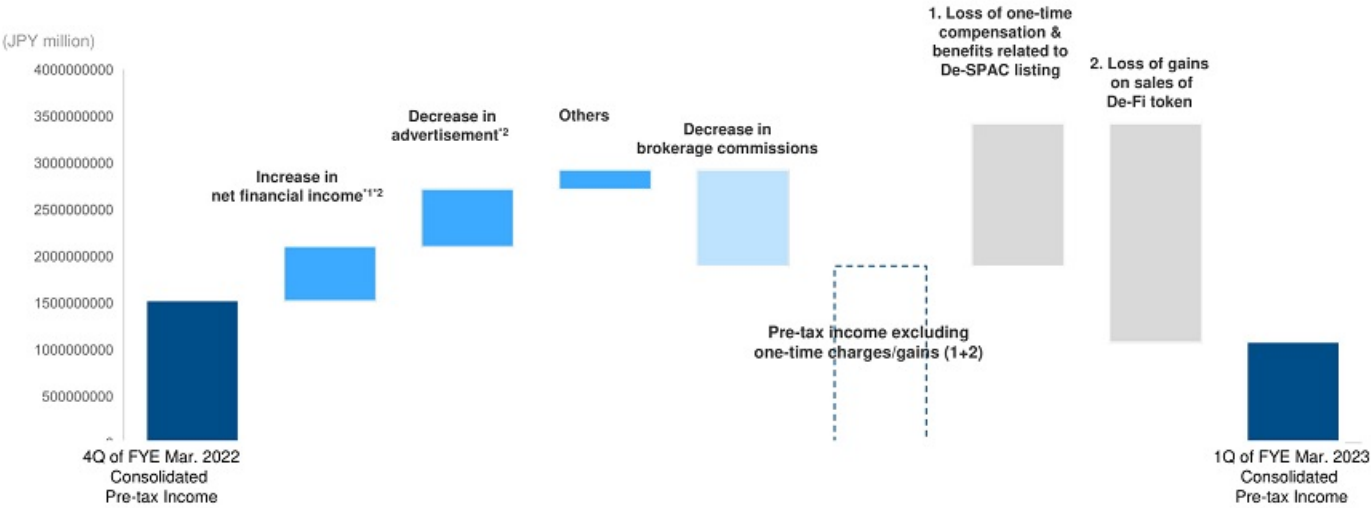 (JPY million)
4000000000
3500000000
3000000000
2500000000
2000000000
1500000000
1000000000
500000000
Increase in
net financial income*1*2
Decrease in
advertisement*2
Others
Decrease in
brokerage commissions
Pre-tax income excluding
one-time charges/gains (1+2)
1. Loss of one-time
compensation &
benefits related to
De-SPAC listing
2. Loss of gains
on sales of
De-Fi token
4Q of FYE Mar. 2022
Consolidated
Pre-tax Income
1Q of FYE Mar. 2023
Consolidated
Pre-tax Income